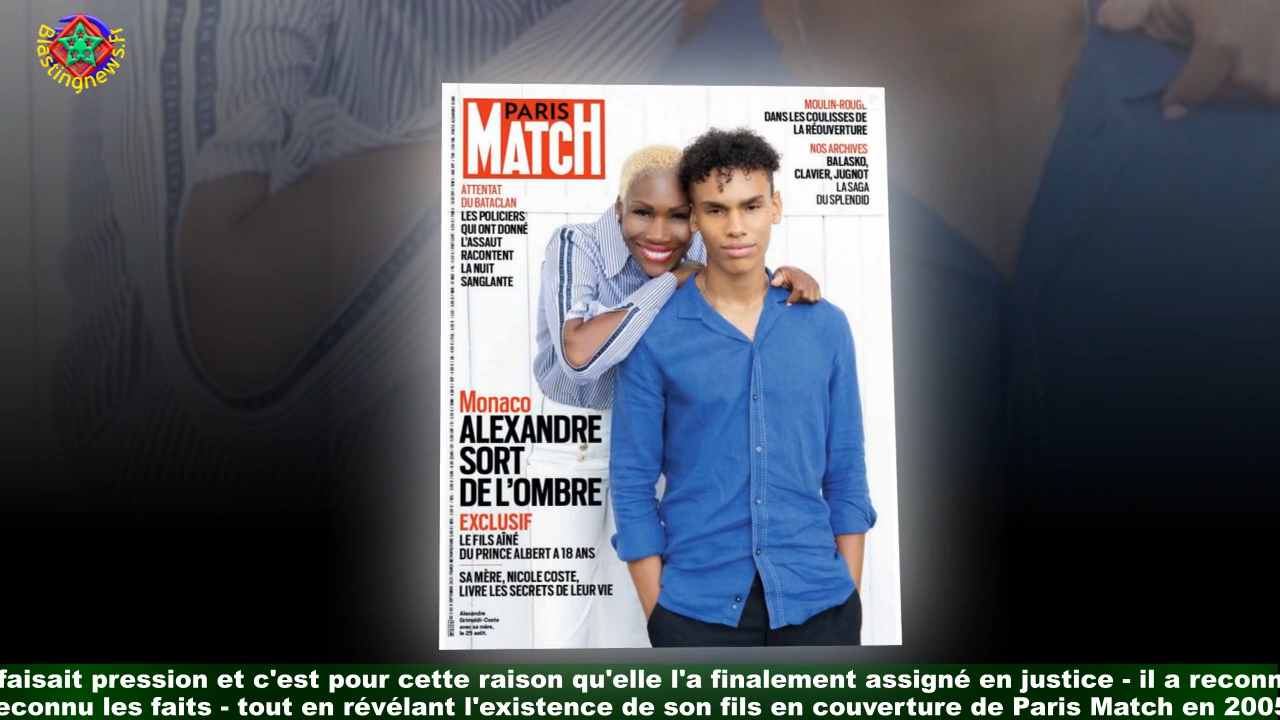 Blastingnews.Fr
PARIS
MATCH
MOULIN-ROUGE
DANS LES COULISSES DE
LA RÉOUVERTURE
NOS ARCHIVES
BALASKO,
CLAVIER, JUGNOT
LA SAGA
DU SPLENDID
ATTENTAT
DU BATACLAN
LES POLICIERS
QUI ONT DONNÉ
L'ASSAUT
RACONTENT
LA NUIT
SANGLANTE
Monaco
ALEXANDRE
SORT
DE L'OMBRE
EXCLUSIF
LE FILS AÎNÉ
DU PRINCE ALBERT A 18 ANS
SA MÈRE, NICOLE COSTE,
LIVRE LES SECRETS DE LEUR VIE
Alexandre
Grimaldi-Coste
avec sa mère,
le 25 août.
faisait pression et c'est pour cette raison qu'elle l'a finalement assigné en justice - il a reconn
econnu les faits - tout en révélant l'existence de son fils en couverture de Paris Match en 2005